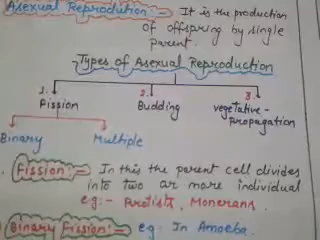 Asexual Reprodution :- It is the production
of offspring by single
parent.
Types of Asexual Reproduction
1. 2. 3.
Fission Budding vegetative-
propagation
Binary Multiple
Fission :- In this the parent cell divides
into two or more individual
eg:- Protists, Monerans.
Binary Fission :- eg. In Amoeba.